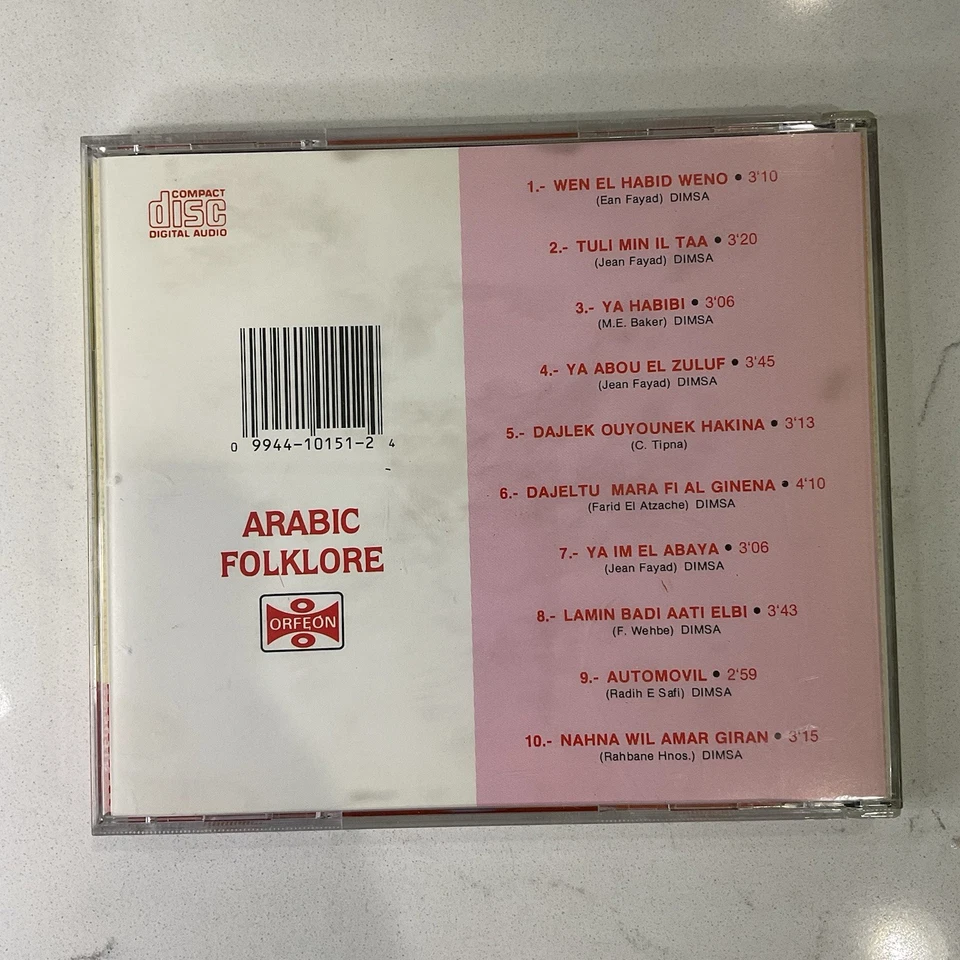 COMPACT
disc
DIGITAL AUDIO
0 9944-10151-2 4
ARABIC
FOLKLORE
ORFEON
1.- WEN EL HABID WENO • 3'10
(Ean Fayad) DIMSA
2.- TULI MIN IL TAA • 3'20
(Jean Fayad) DIMSA
3.- YA HABIBI • 3'06
(M.E. Baker) DIMSA
4.- YA ABOU EL ZULUF • 3'45
(Jean Fayad) DIMSA
5.- DAJLEK OUYOUNEK HAKINA • 3'13
(C. Tipna)
6.- DAJELTU MARA FI AL GINENA • 4'10
(Farid El Atzache) DIMSA
7.- YA IM EL ABAYA • 3'06
(Jean Fayad) DIMSA
8.- LAMIN BADI AATI ELBI • 3'43
(F. Wehbe) DIMSA
9.- AUTOMOVIL • 2'59
(Radih E Safi) DIMSA
10.- NAHNA WIL AMAR GIRAN • 3'15
(Rahbane Hnos.) DIMSA